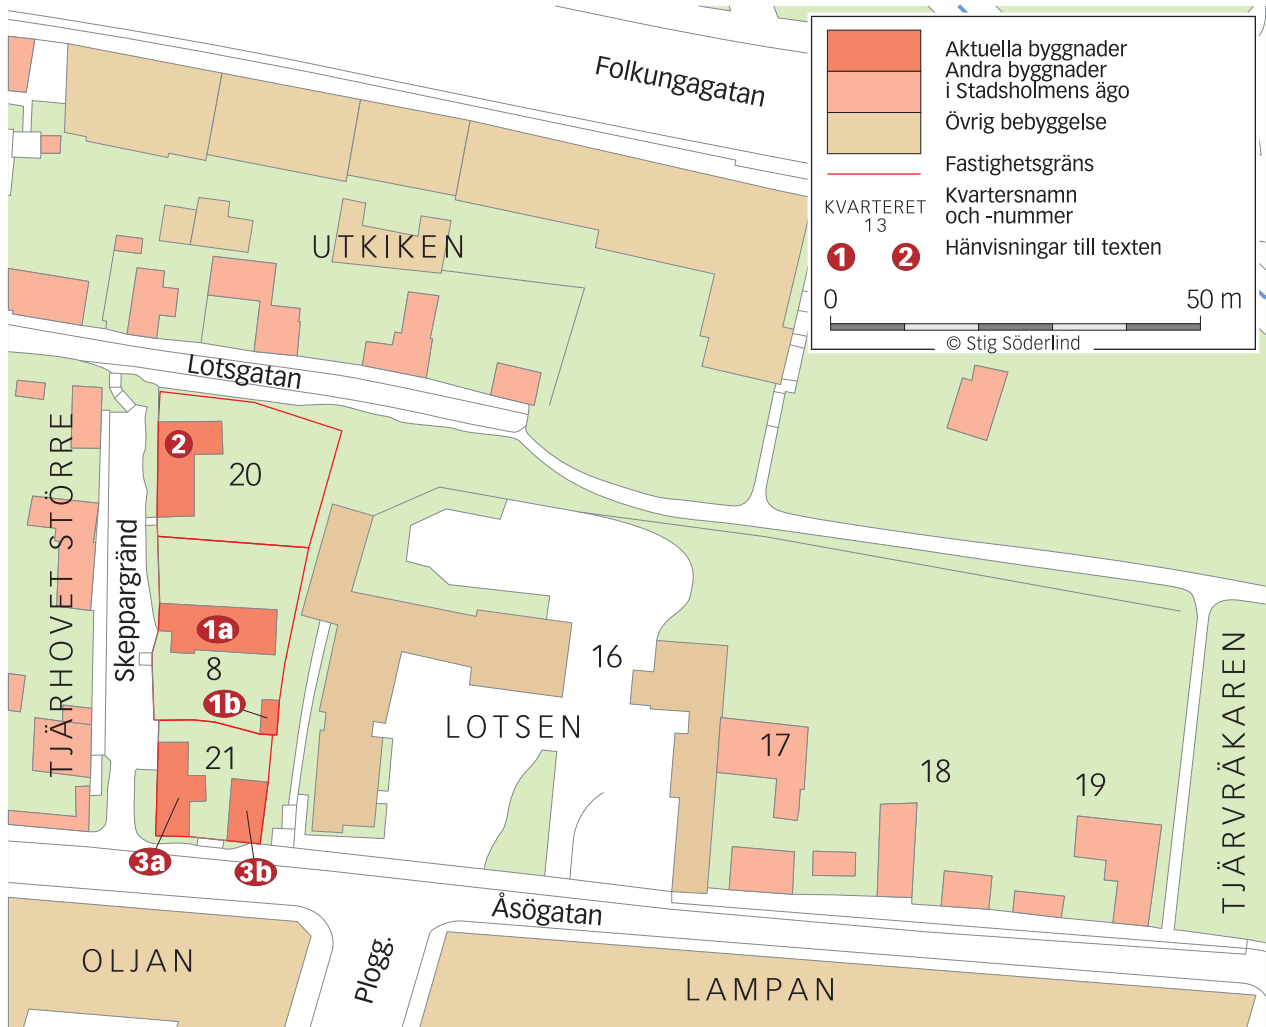 Folkungagatan
Aktuella byggnader
Andra byggnader
i Stadsholmens ägo
Övrig bebyggelse
Fastighetsgräns
KVARTERET
13
Kvartersnamn
och -nummer
1 2
Hänvisningar till texten
0 50 m
© Stig Söderlind
UTKIKEN
Lotsgatan
TJÄRHOVET STÖRRE
Skeppargränd
2
20
1a
8
1b
21
3a
3b
16
LOTSEN
17
18
19
TJÄRVRÄKAREN
Åsögatan
OLJAN
Plogg.
LAMPAN